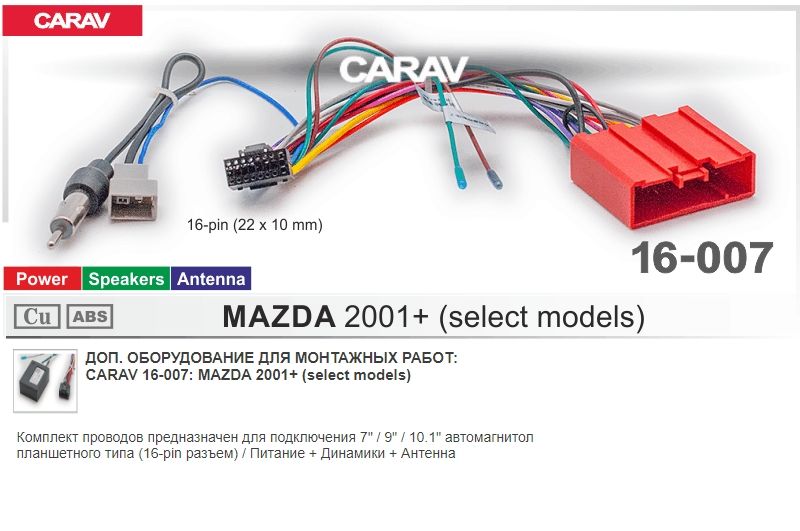 CARAV
CARAV
16-pin (22 x 10 mm)
16-007
Power Speakers Antenna
Cu ABS MAZDA 2001+ (select models)
ДОП. ОБОРУДОВАНИЕ ДЛЯ МОНТАЖНЫХ РАБОТ:
CARAV 16-007: MAZDA 2001+ (select models)
Комплект проводов предназначен для подключения 7" / 9" / 10.1" автомагнитол
планшетного типа (16-pin разъем) / Питание + Динамики + Антенна